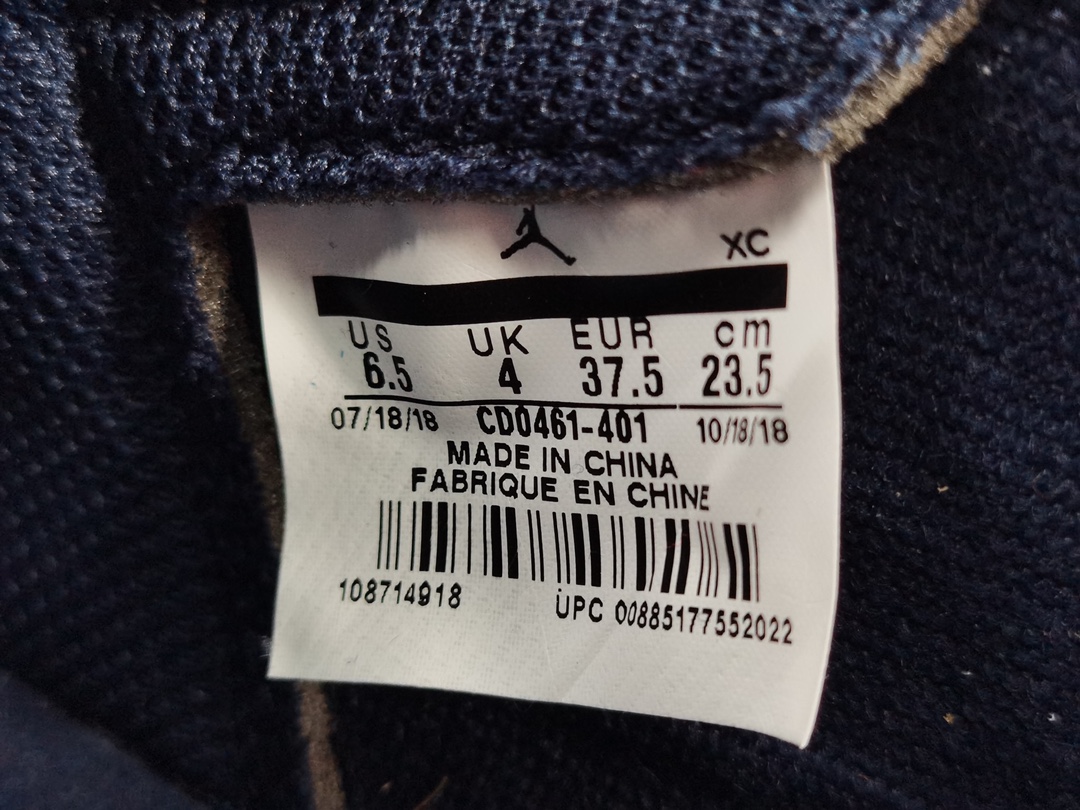 XC
US UK EUR cm
6.5 4 37.5 23.5
07/18/18 CD0461-401 10/18/18
MADE IN CHINA
FABRIQUE EN CHINE
108714918 UPC 00885177552022